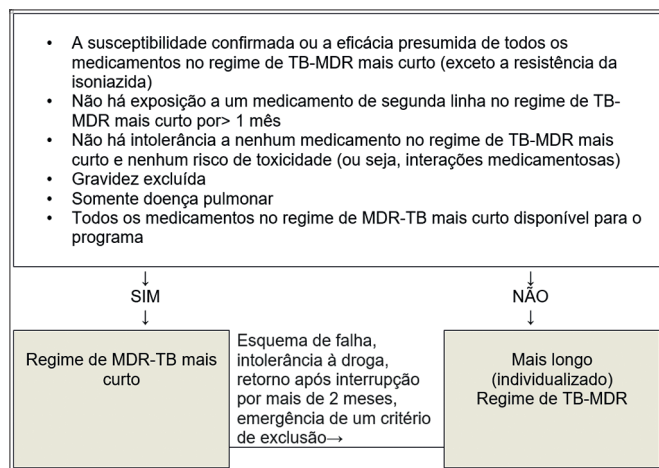 • A susceptibilidade confirmada ou a eficácia presumida de todos os
medicamentos no regime de TB-MDR mais curto (exceto a resistência da
isoniazida)
• Não há exposição a um medicamento de segunda linha no regime de TB-
MDR mais curto por> 1 mês
• Não há intolerância a nenhum medicamento no regime de TB-MDR mais
curto e nenhum risco de toxicidade (ou seja, interações medicamentosas)
• Gravidez excluída
• Somente doença pulmonar
• Todos os medicamentos no regime de MDR-TB mais curto disponível para o
programa
↓ ↓
SIM NÃO
↓ ↓
Regime de MDR-TB mais
curto
Esquema de falha,
intolerância à droga,
retorno após interrupção
por mais de 2 meses,
emergência de um critério
de exclusão→
Mais longo
(individualizado)
Regime de TB-MDR